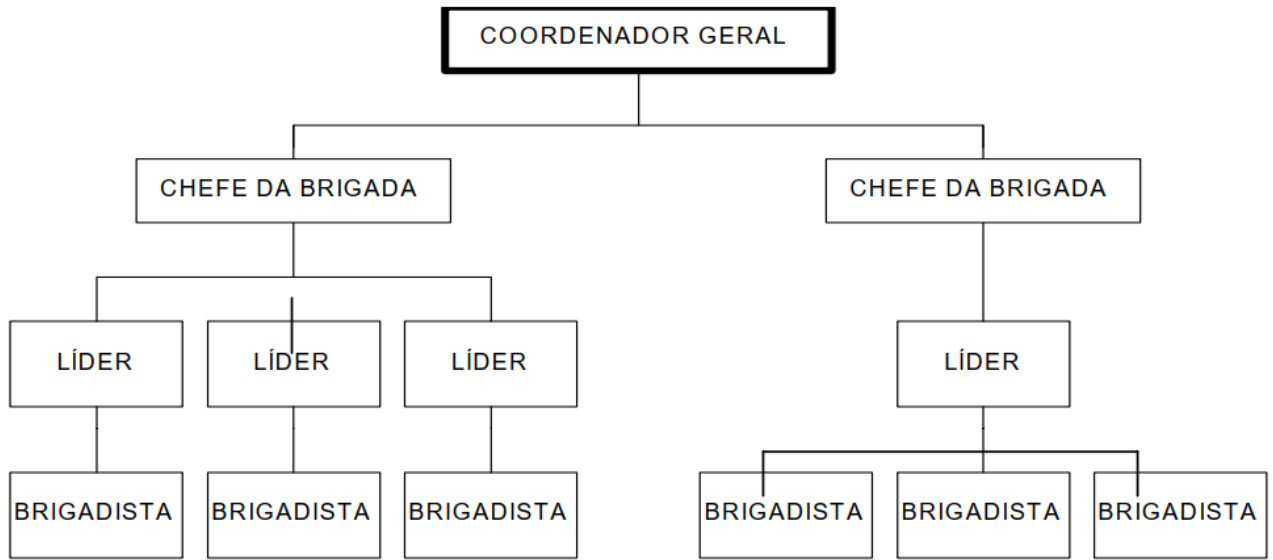 COORDENADOR GERAL
CHEFE DA BRIGADA
CHEFE DA BRIGADA
LÍDER
LÍDER
LÍDER
LÍDER
BRIGADISTA
BRIGADISTA
BRIGADISTA
BRIGADISTA
BRIGADISTA
BRIGADISTA